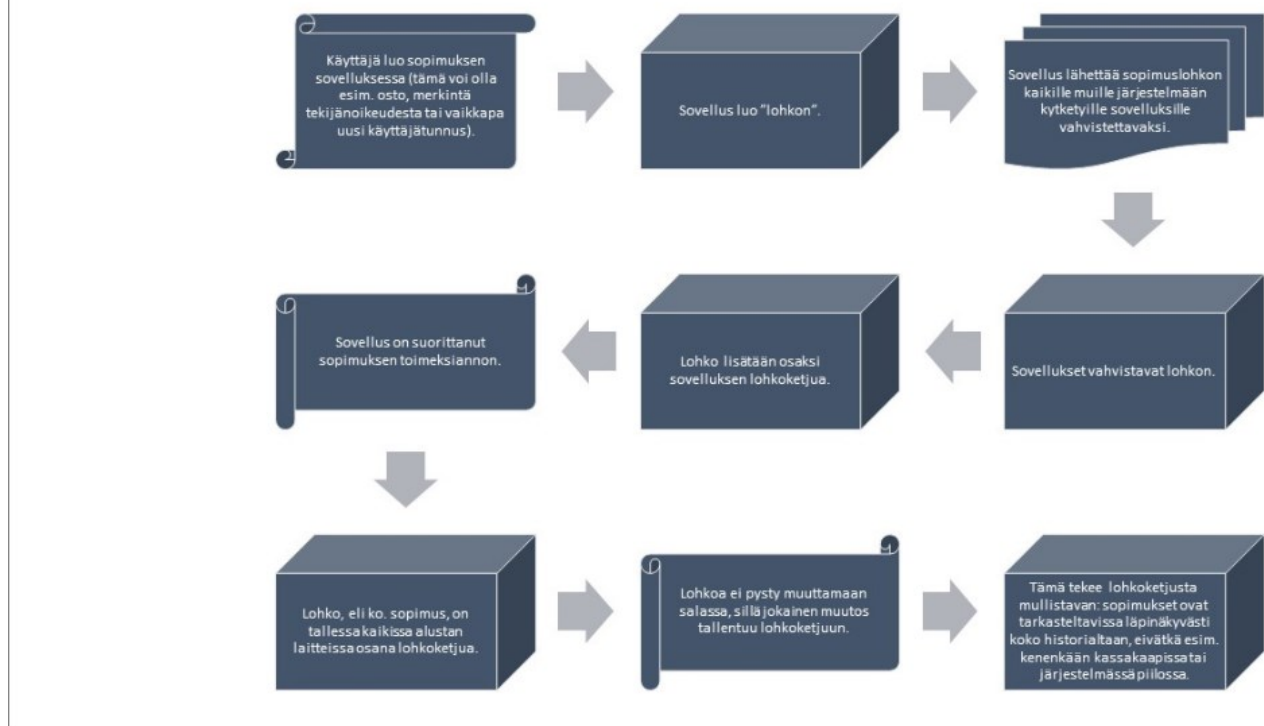 Käyttäjä luo sopimuksen
sovelluksessa (tämä voi olla
esim. osto, merkintä
tekijänoikeudesta tai vaikkapa
uusi käyttäjätunnus).
Sovellus luo "lohkon".
Sovellus lähettää sopimuslohkon
kaikille muille järjestelmään
kytketyille sovelluksille
vahvistettavaksi.
Sovellukset vahvistavat lohkon.
Lohko lisätään osaksi
sovelluksen lohkoketjua.
Sovellus on suorittanut
sopimuksen toimeksiannon.
Lohko, eli ko. sopimus, on
tallessa kaikissa alustan
laitteissa osana lohkoketjua.
Lohkoa ei pysty muuttamaan
salassa, sillä jokainen muutos
tallentuu lohkoketjuun.
Tämä tekee lohkoketjusta
mullistavan: sopimukset ovat
tarkasteltavissa läpinäkyvästi
koko historialtaan, eivätkä esim.
kenenkään kassakaapissa tai
järjestelmässä piilossa.